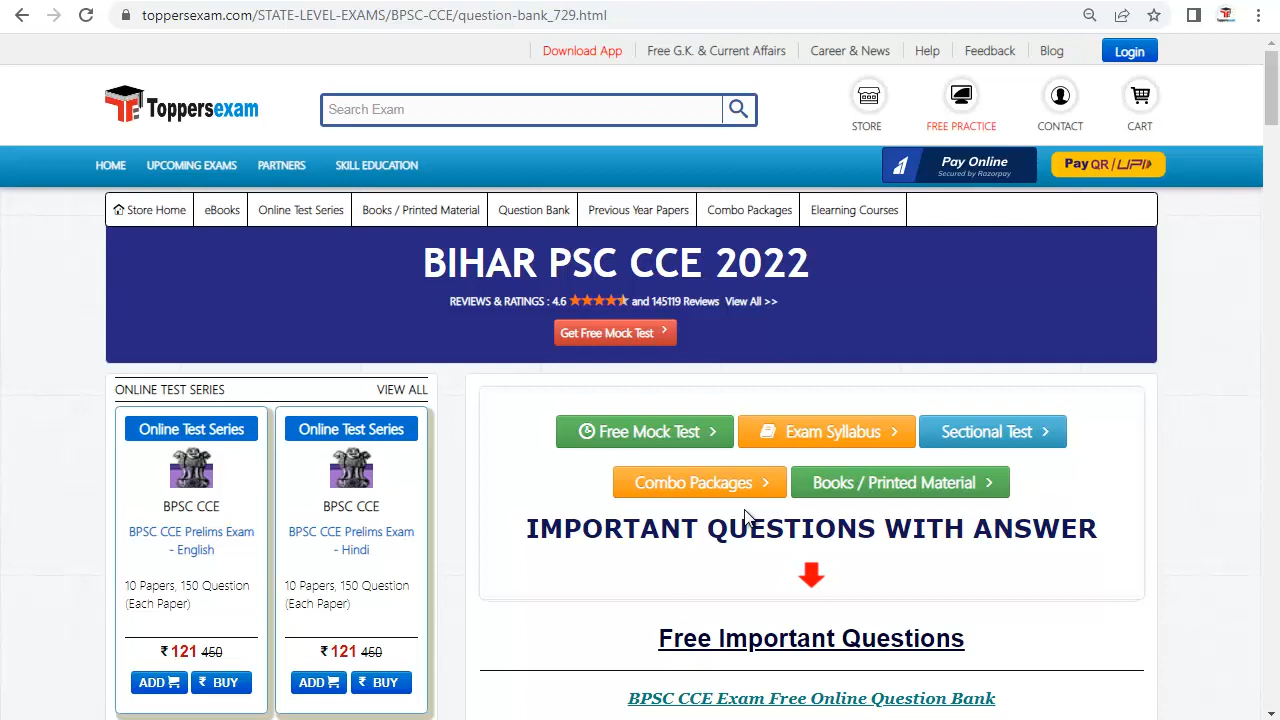 toppersexam.com/STATE-LEVEL-EXAMS/BPSC-CCE/question-bank_729.html
Download App Free G.K. & Current Affairs Career & News Help Feedback Blog Login
Toppersexam
Search Exam
STORE FREE PRACTICE CONTACT CART
HOME UPCOMING EXAMS PARTNERS SKILL EDUCATION
Pay Online
Secured by Razorpay
Pay QR / UPI
Store Home eBooks Online Test Series Books / Printed Material Question Bank Previous Year Papers Combo Packages Elearning Courses
BIHAR PSC CCE 2022
REVIEWS & RATINGS : 4.6 and 145119 Reviews View All >>
Get Free Mock Test
ONLINE TEST SERIES VIEW ALL
Online Test Series
BPSC CCE
BPSC CCE Prelims Exam
- English
10 Papers, 150 Question
(Each Paper)
₹ 121 450
ADD ₹ BUY
Online Test Series
BPSC CCE
BPSC CCE Prelims Exam
- Hindi
10 Papers, 150 Question
(Each Paper)
₹ 121 450
ADD ₹ BUY
Free Mock Test Exam Syllabus Sectional Test
Combo Packages Books / Printed Material
IMPORTANT QUESTIONS WITH ANSWER
Free Important Questions
BPSC CCE Exam Free Online Question Bank